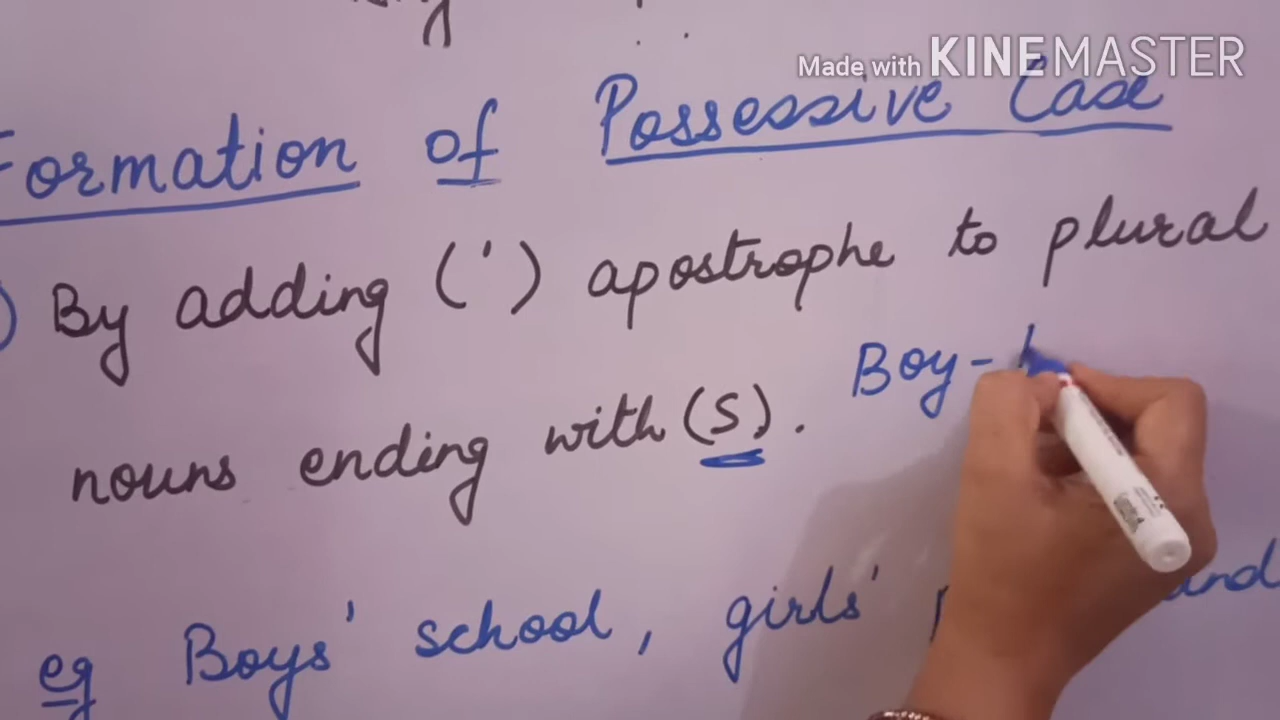 Made with KINEMASTER
Formation of Possessive Case
) By adding (') apostrophe to plural
nouns ending with (S).
Boy -
eg Boys' school, girls'